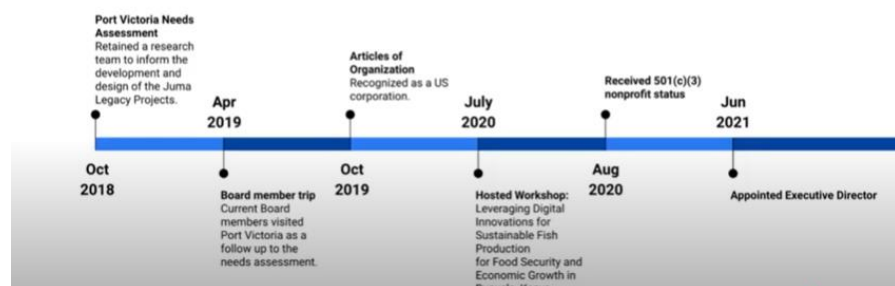 Port Victoria Needs
Assessment
Retained a research
team to inform the
development and
design of the Juma
Legacy Projects.
Oct
2018
Apr
2019
Board member trip
Current Board
members visited
Port Victoria as a
follow up to the
needs assessment.
Articles of
Organization
Recognized as a US
corporation.
Oct
2019
July
2020
Hosted Workshop:
Leveraging Digital
Innovations for
Sustainable Fish
Production
for Food Security and
Economic Growth in
Received 501(c)(3)
nonprofit status
Aug
2020
Jun
2021
Appointed Executive Director